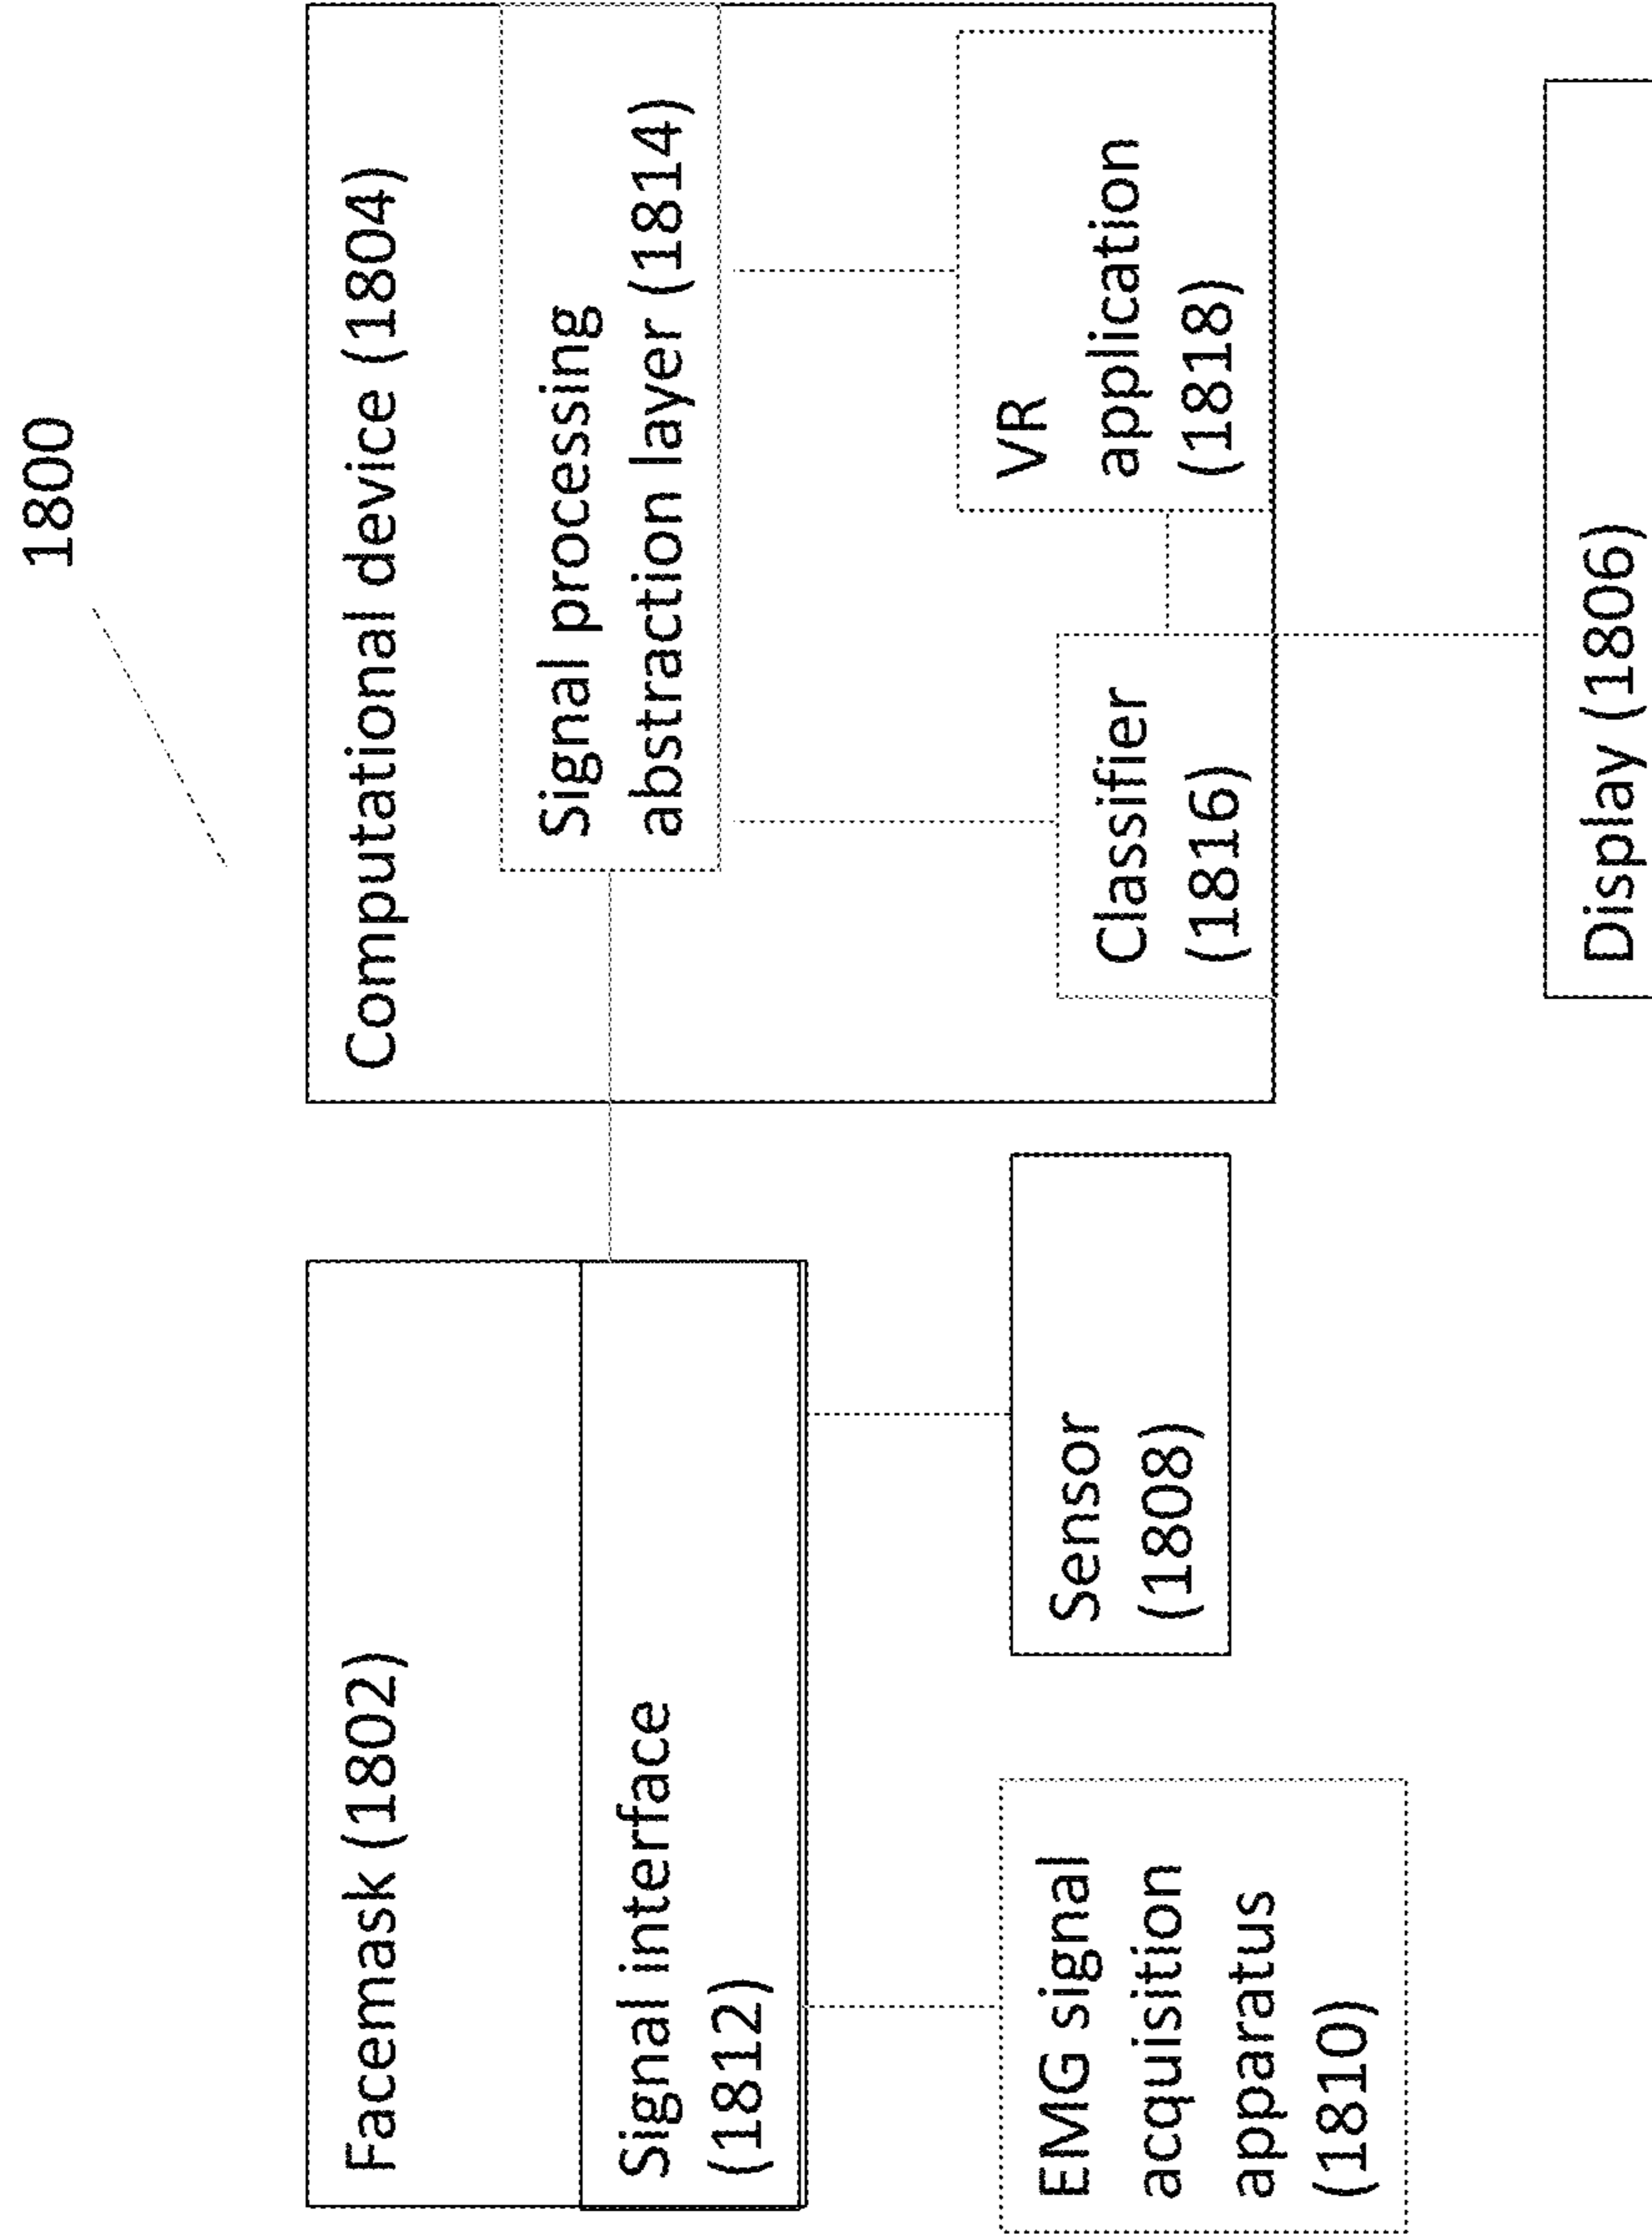 1800
Facemask (1802)
Signal interface
(1812)
EMG signal
acquisition
apparatus
(1810)
Sensor
(1808)
Computational device (1804)
Signal processing
abstraction layer (1814)
Classifier
(1816)
VR
application
(1818)
Display (1806)